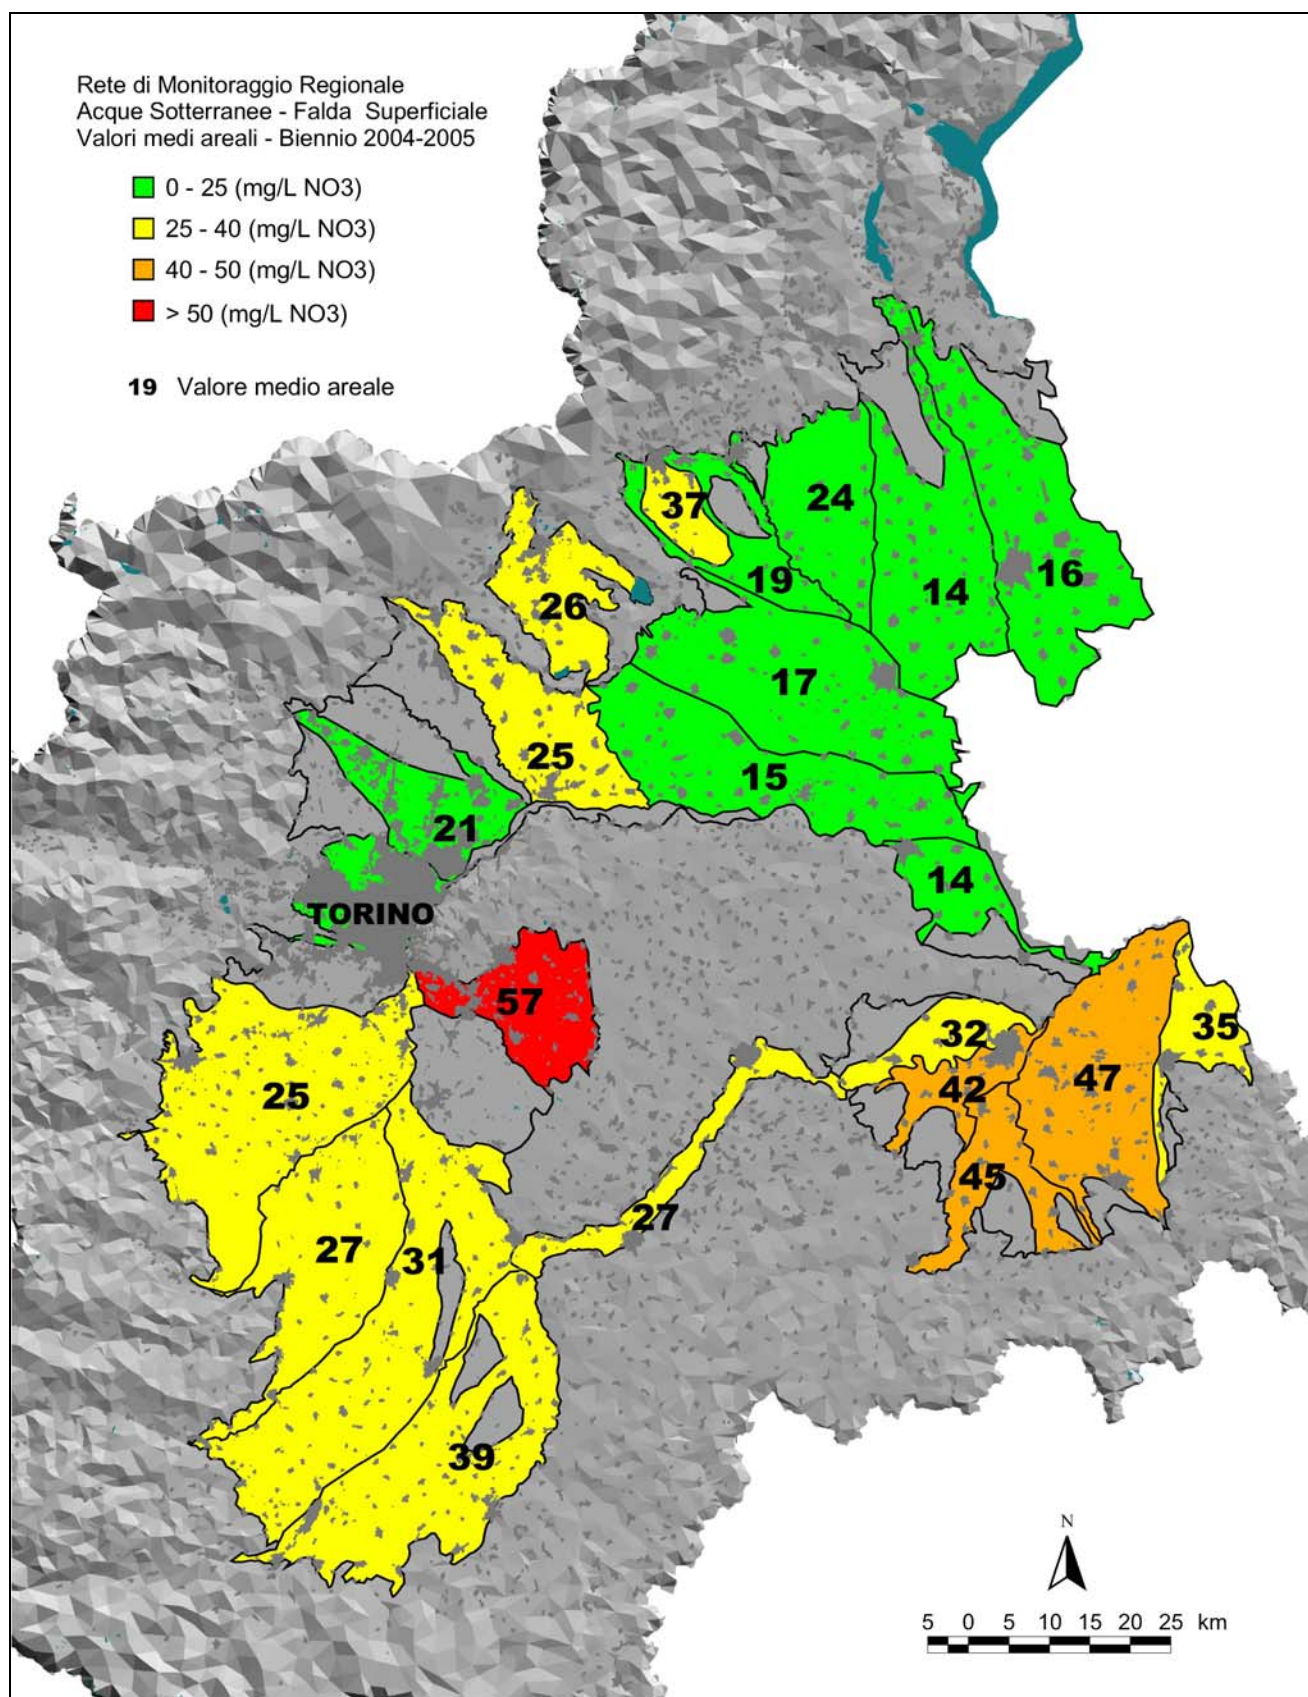 Rete di Monitoraggio Regionale
Acque Sotterranee - Falda Superficiale
Valori medi areali - Biennio 2004-2005
0 - 25 (mg/L NO3)
25 - 40 (mg/L NO3)
40 - 50 (mg/L NO3)
> 50 (mg/L NO3)
19 Valore medio areale
37
24
19
14
16
26
17
25
15
21
14
TORINO
57
32
35
25
42
47
45
27
27
31
39
N
5 0 5 10 15 20 25 km